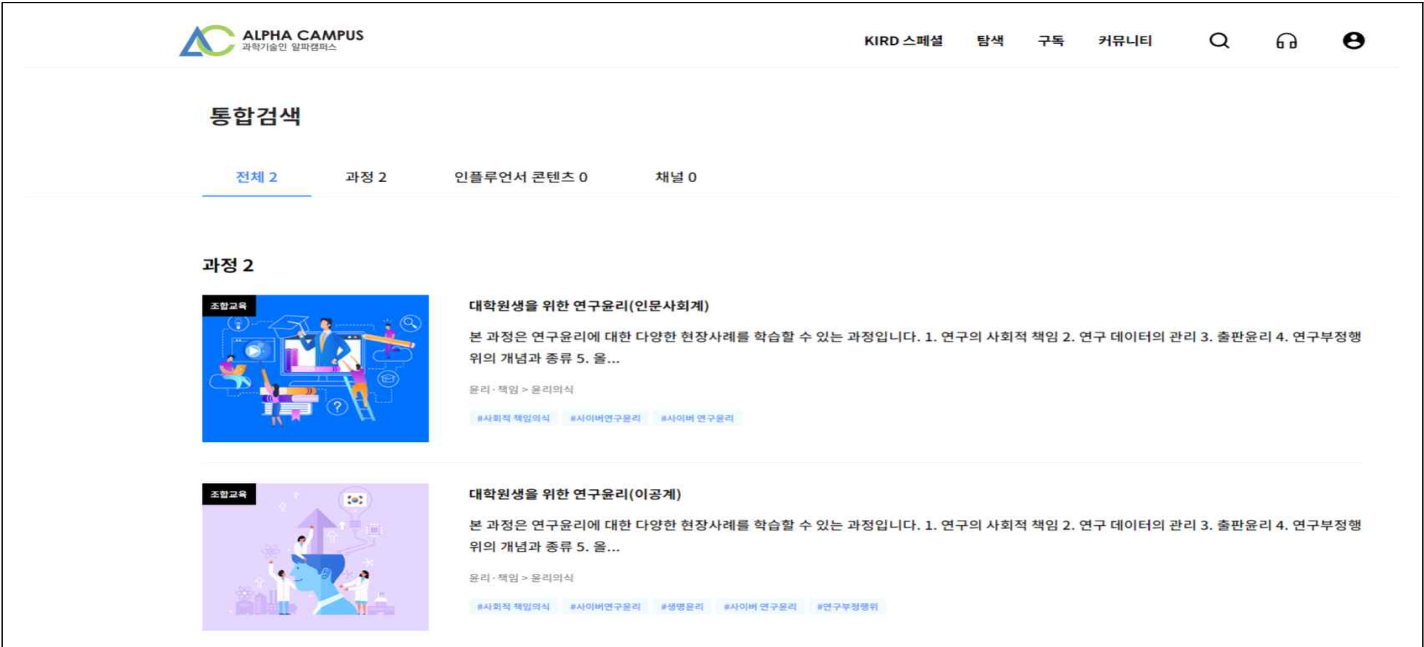 ALPHA CAMPUS
과학기술인 알파캠퍼스
KIRD 스페셜 탐색 구독 커뮤니티
통합검색
전체 2 과정 2 인플루언서 콘텐츠 0 채널 0
과정 2
조합교육
대학원생을 위한 연구윤리(인문사회계)
본 과정은 연구윤리에 대한 다양한 현장사례를 학습할 수 있는 과정입니다. 1. 연구의 사회적 책임 2. 연구 데이터의 관리 3. 출판윤리 4. 연구부정행
위의 개념과 종류 5. 올...
윤리·책임 > 윤리의식
#사회적 책임의식 #사이버연구윤리 #사이버 연구윤리
조합교육
대학원생을 위한 연구윤리(이공계)
본 과정은 연구윤리에 대한 다양한 현장사례를 학습할 수 있는 과정입니다. 1. 연구의 사회적 책임 2. 연구 데이터의 관리 3. 출판윤리 4. 연구부정행
위의 개념과 종류 5. 올...
윤리·책임 > 윤리의식
#사회적 책임의식 #사이버연구윤리 #생명윤리 #사이버 연구윤리 #연구부정행위